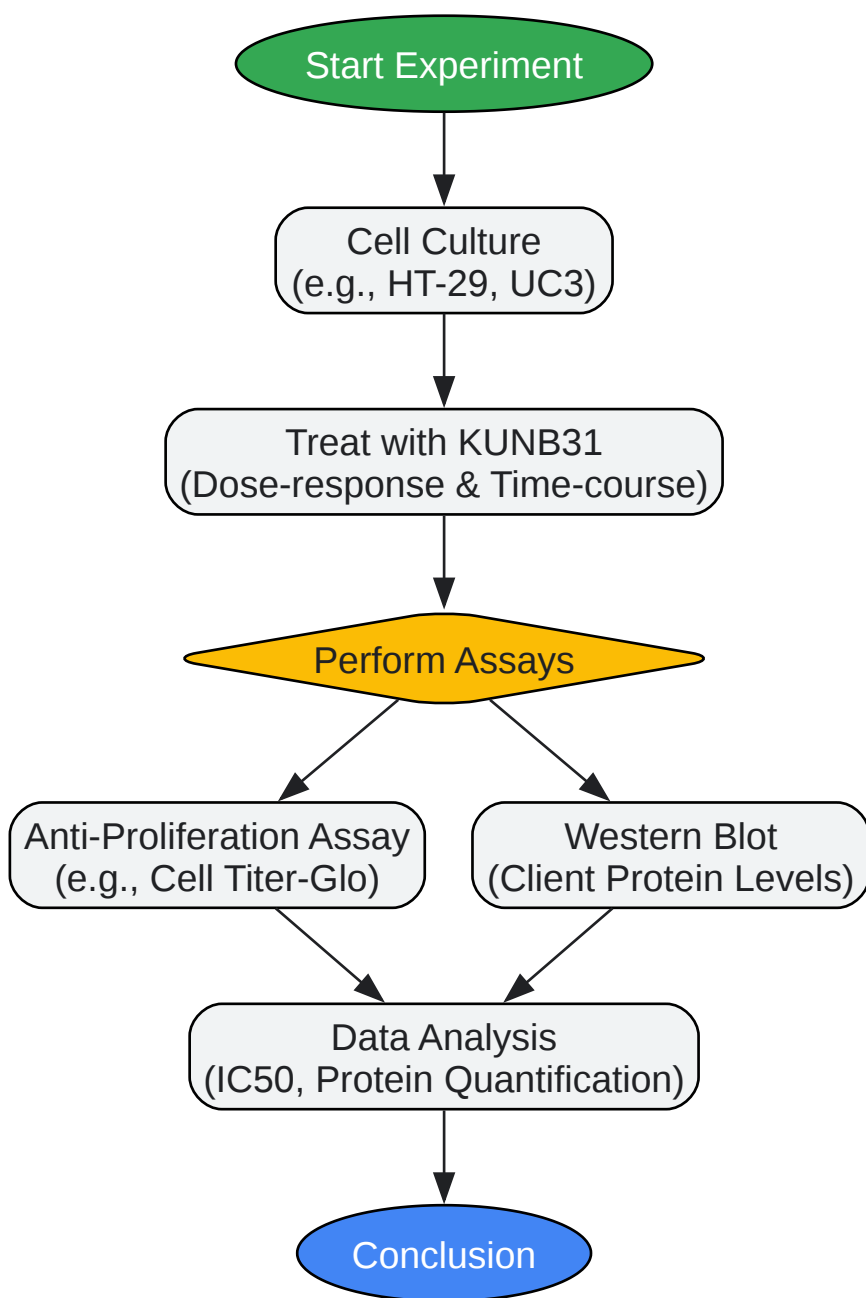 Start Experiment
Cell Culture
(e.g., HT-29, UC3)
Treat with KUNB31
(Dose-response & Time-course)
Perform Assays
Anti-Proliferation Assay
(e.g., Cell Titer-Glo)
Western Blot
(Client Protein Levels)
Data Analysis
(IC50, Protein Quantification)
Conclusion